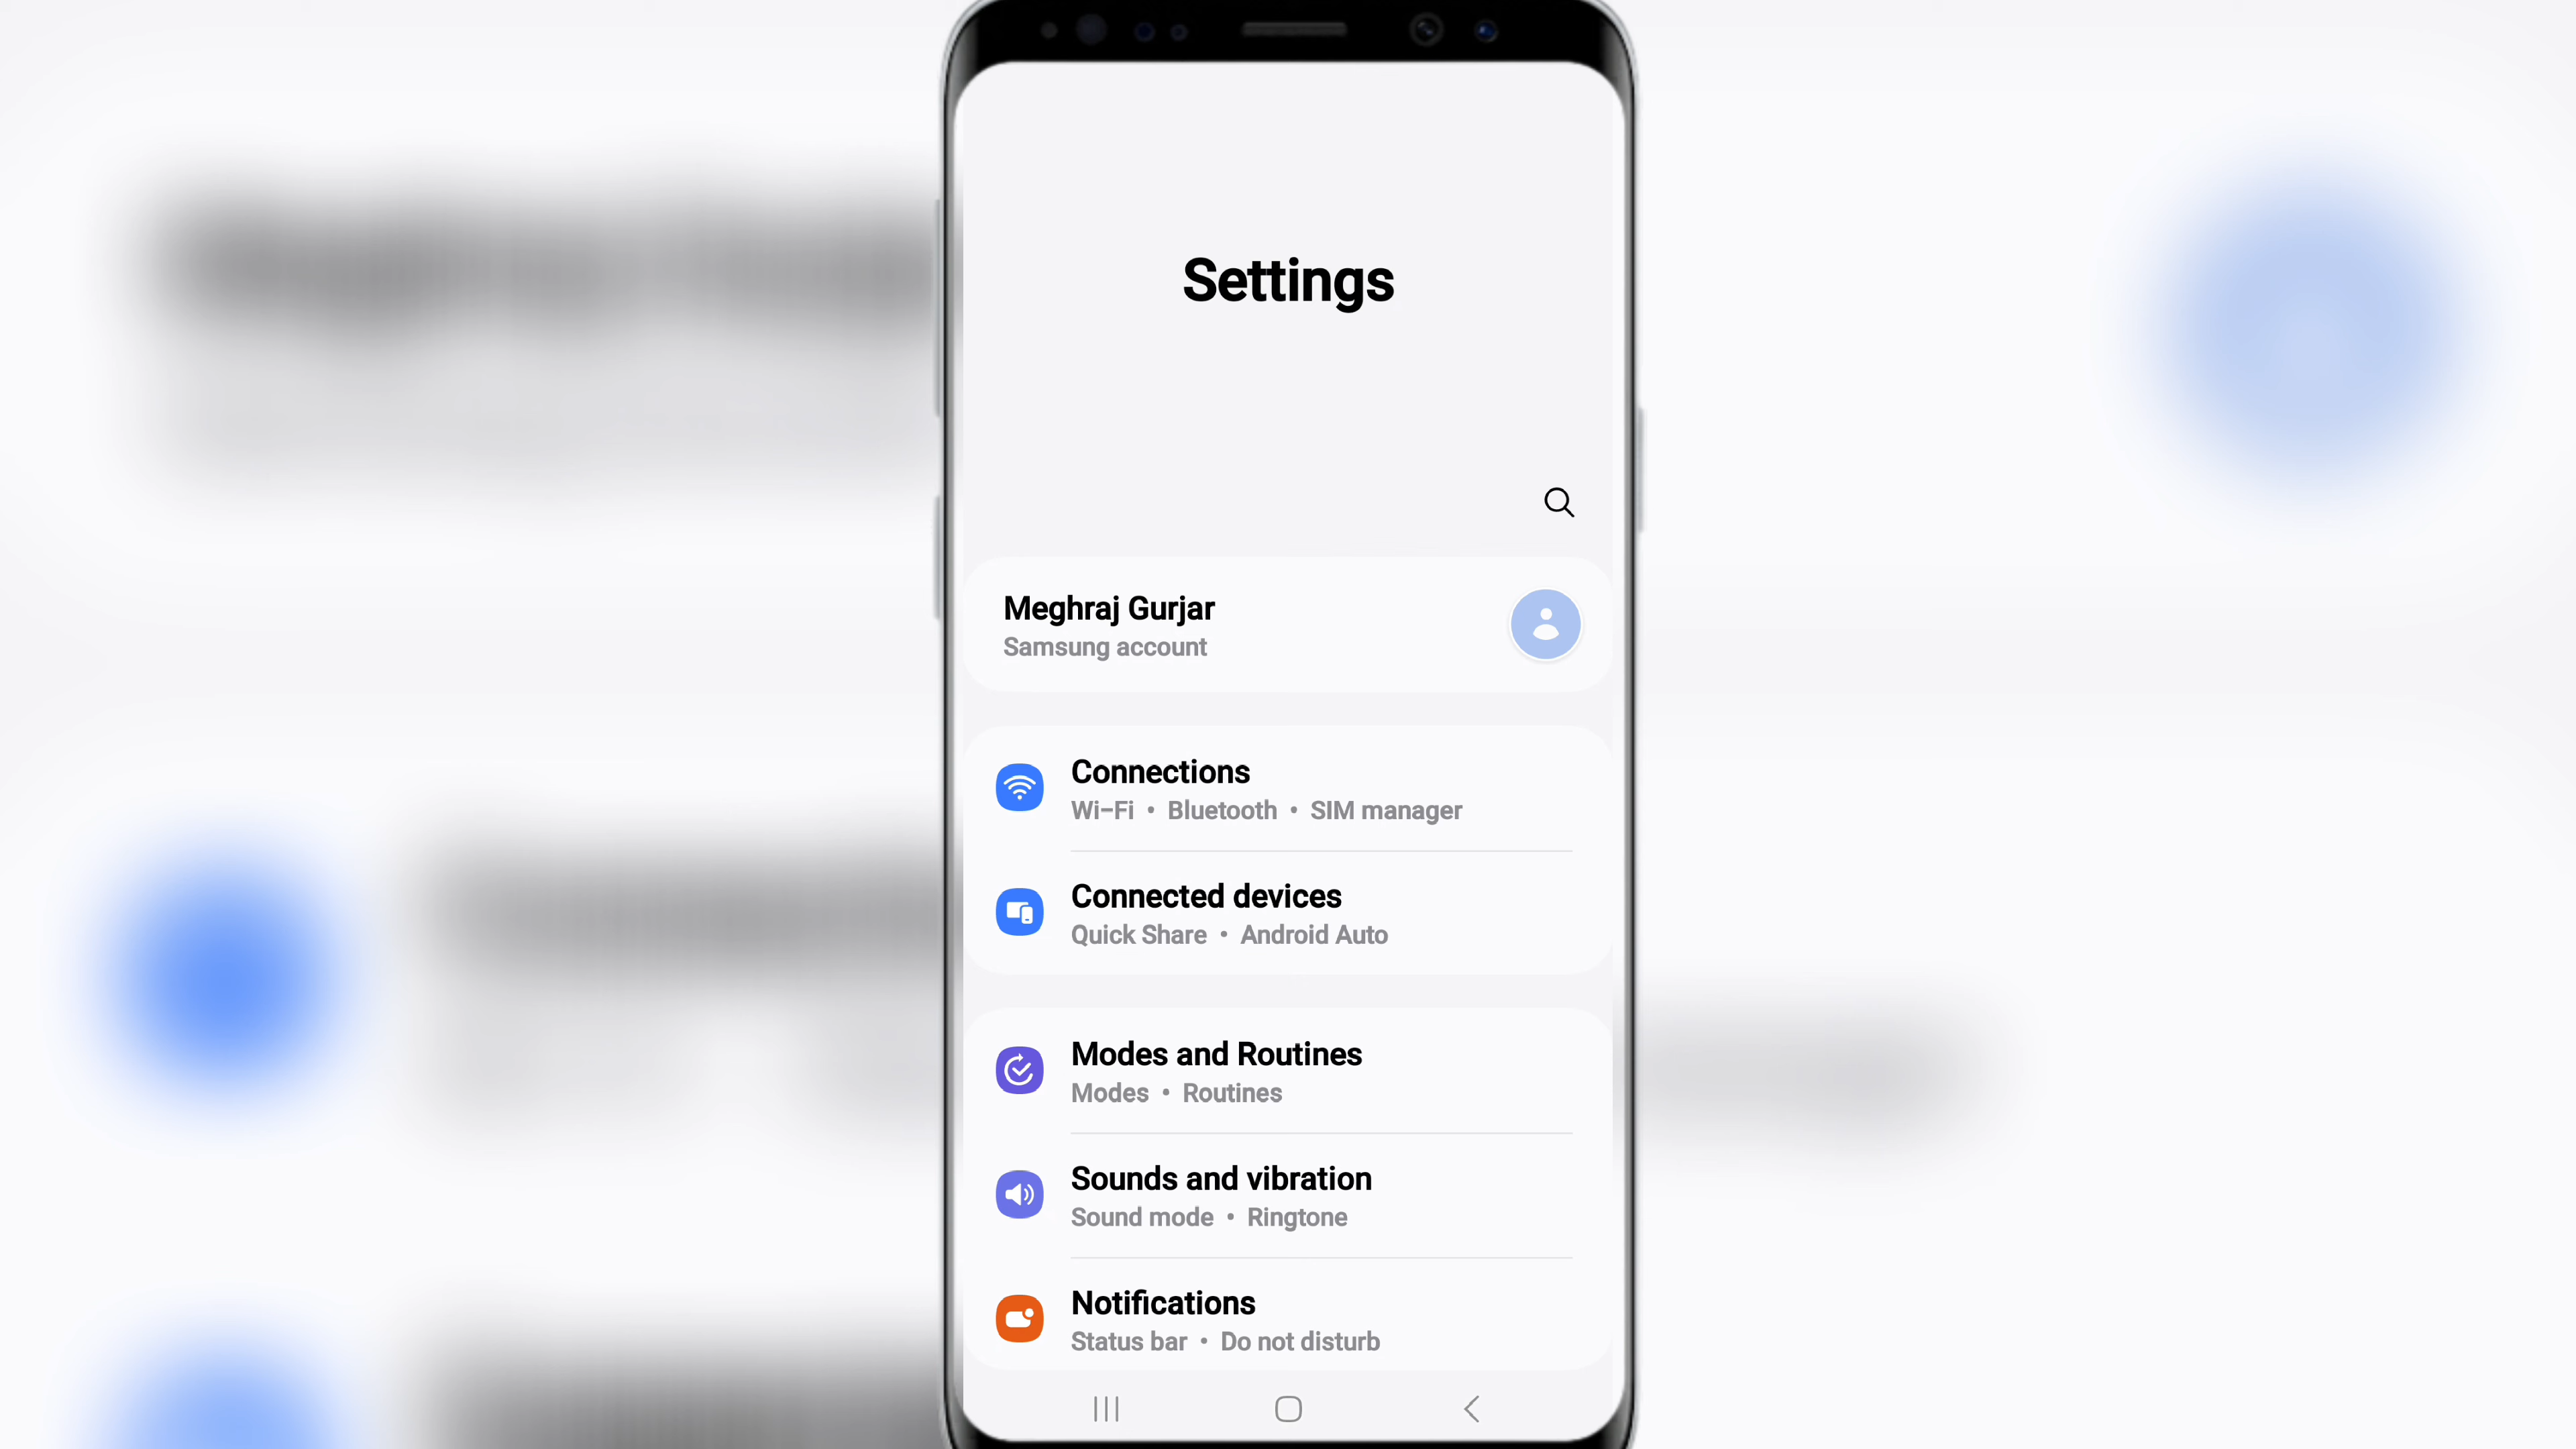 Settings
Meghraj Gurjar
Samsung account
Connections
Wi-Fi • Bluetooth • SIM manager
Connected devices
Quick Share • Android Auto
Modes and Routines
Modes • Routines
Sounds and vibration
Sound mode • Ringtone
Notifications
Status bar • Do not disturb